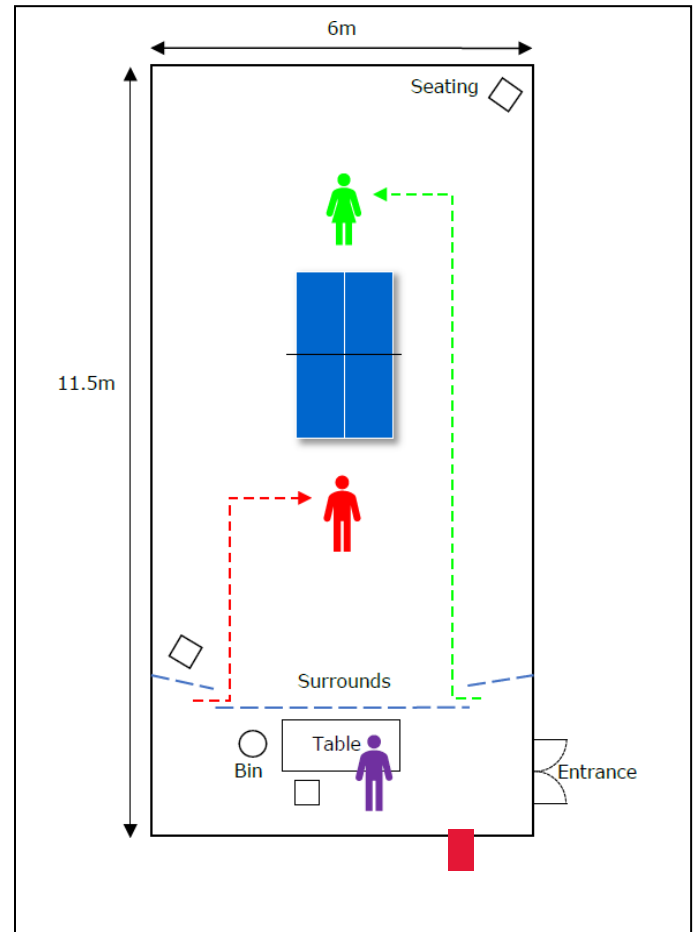 6m
Seating
11.5m
Surrounds
Table
Bin
Entrance